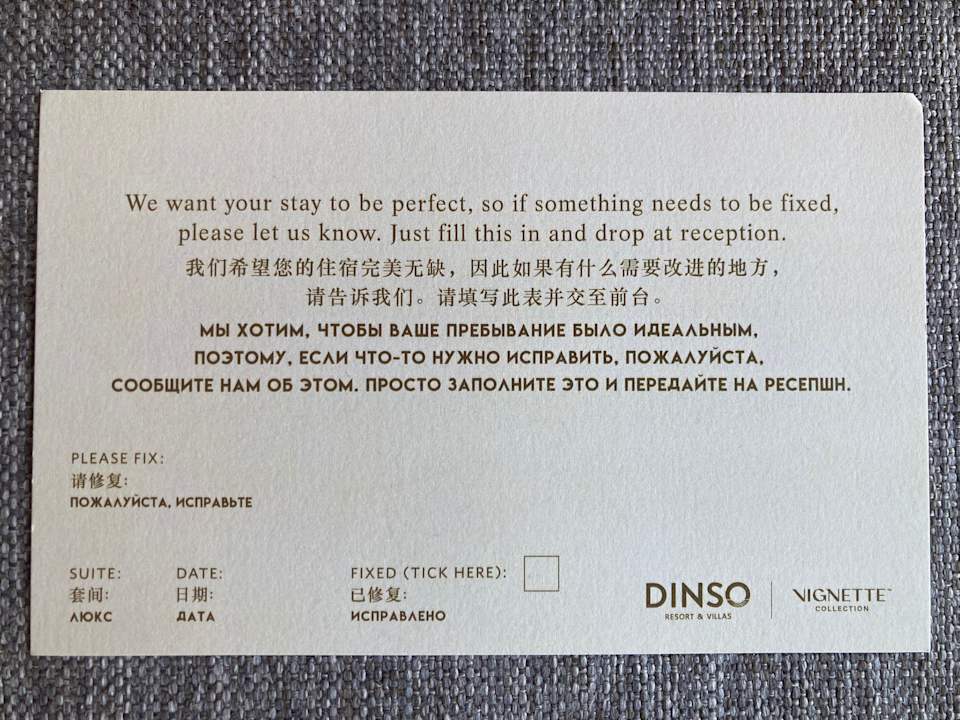 We want your stay to be perfect, so if something needs to be fixed,
please let us know. Just fill this in and drop at reception.
我们希望您的住宿完美无缺，因此如果有什么需要改进的地方，
请告诉我们。请填写此表并交至前台。
МЫ ХОТИМ, ЧТОБЫ ВАШЕ ПРЕБЫВАНИЕ БЫЛО ИДЕАЛЬНЫМ,
ПОЭТОМУ, ЕСЛИ ЧТО-ТО НУЖНО ИСПРАВИТЬ, ПОЖАЛУЙСТА,
СООБЩИТЕ НАМ ОБ ЭТОМ. ПРОСТО ЗАПОЛНИТЕ ЭТО И ПЕРЕДАЙТЕ НА РЕСЕПШН.
PLEASE FIX:
请修复:
ПОЖАЛУЙСТА, ИСПРАВЬТЕ
SUITE: DATE: FIXED (TICK HERE):
套间: 日期: 已修复:
ЛЮКС ДАТА ИСПРАВЛЕНО
DINSO VIGNETTE™
RESORT & VILLAS COLLECTION